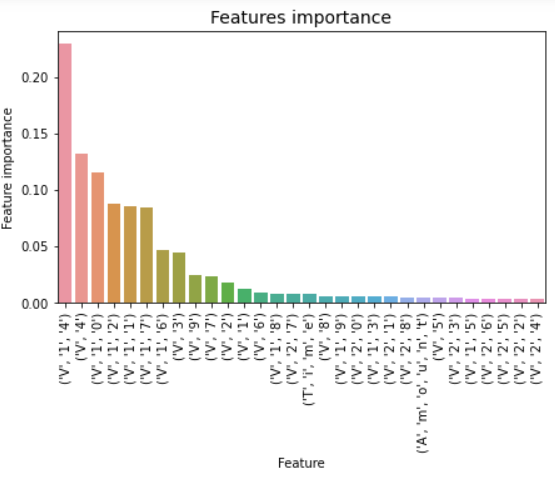 Features importance
Feature importance
0.20
0.15
0.10
0.05
0.00
('V', '1', '4')
('V', '4')
('V', '1', '0')
('V', '1', '2')
('V', '1', '1')
('V', '1', '7')
('V', '1', '6')
('V', '3')
('V', '9')
('V', '7')
('V', '2')
('V', '1')
('V', '6')
('V', '1', '8')
('V', '2', '7')
('T', 'i', 'm', 'e')
('V', '8')
('V', '1', '9')
('V', '2', '0')
('V', '1', '3')
('V', '2', '1')
('V', '2', '8')
('A', 'm', 'o', 'u', 'n', 't')
('V', '5')
('V', '2', '3')
('V', '1', '5')
('V', '2', '6')
('V', '2', '5')
('V', '2', '2')
('V', '2', '4')
Feature